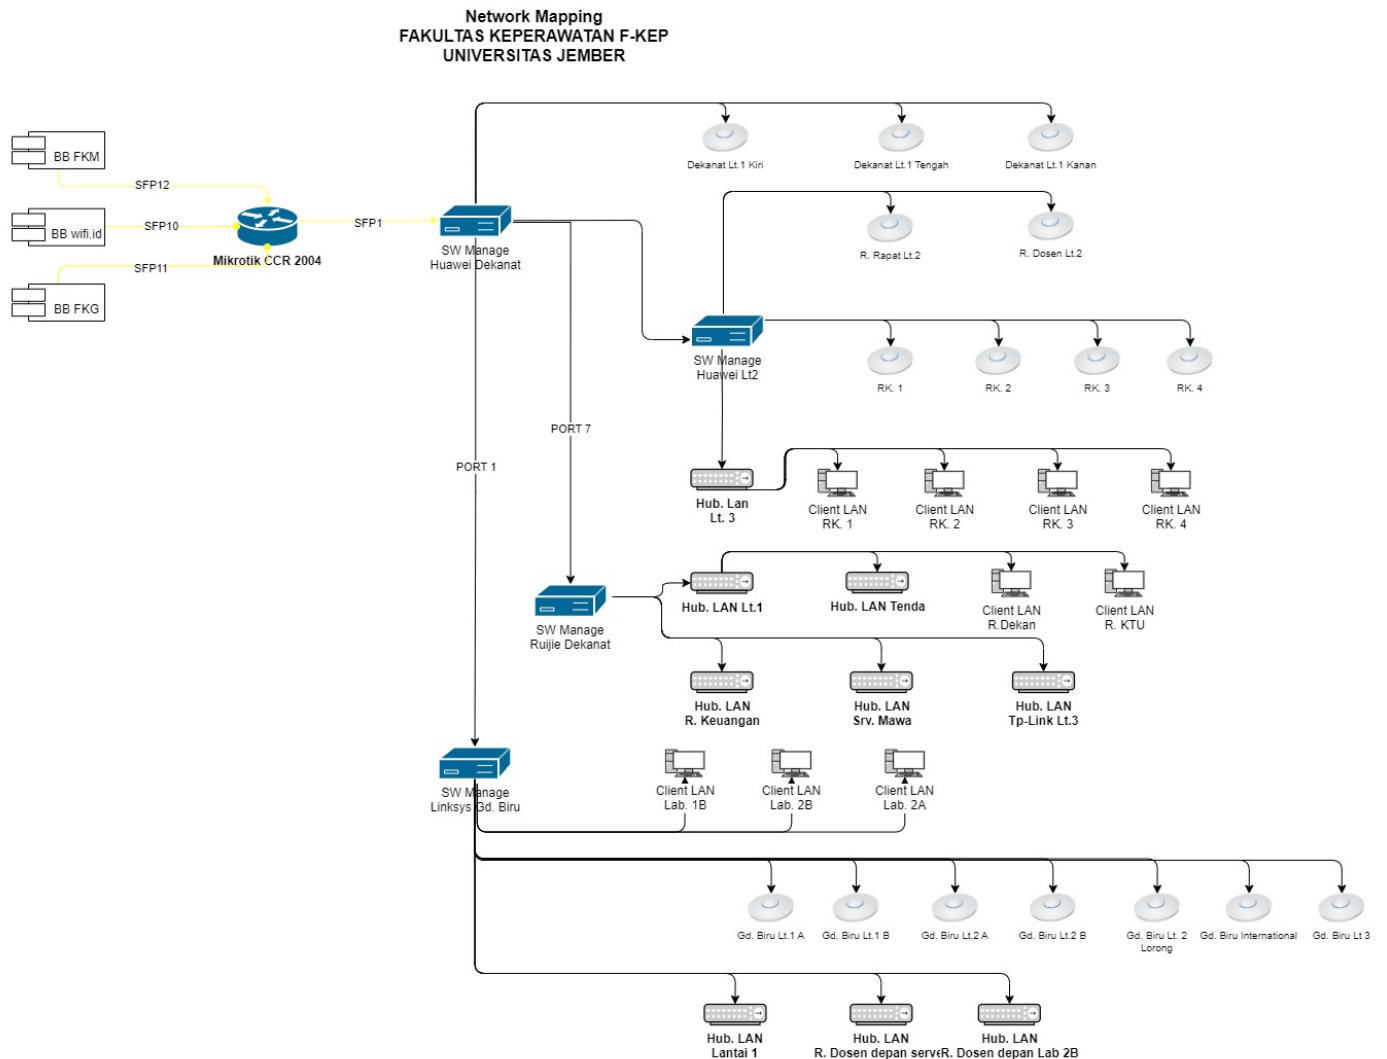 Network Mapping
FAKULTAS KEPERAWATAN F-KEP
UNIVERSITAS JEMBER
BB FKM
SFP12
BB wifi.id
SFP10
SFP1
Mikrotik CCR 2004
SFP11
BB FKG
SW Manage
Huawei Dekanat
Dekanat Lt.1 Kiri
Dekanat Lt.1 Tengah
Dekanat Lt.1 Kanan
R. Rapat Lt.2
R. Dosen Lt.2
SW Manage
Huawei Lt2
RK. 1
RK. 2
RK. 3
RK. 4
PORT 7
PORT 1
Hub. Lan
Lt. 3
Client LAN
RK. 1
Client LAN
RK. 2
Client LAN
RK. 3
Client LAN
RK. 4
SW Manage
Ruijie Dekanat
Hub. LAN Lt.1
Hub. LAN Tenda
Client LAN
R.Dekan
Client LAN
R. KTU
Hub. LAN
R. Keuangan
Hub. LAN
Srv. Mawa
Hub. LAN
Tp-Link Lt.3
SW Manage
Linksys Gd. Biru
Client LAN
Lab. 1B
Client LAN
Lab. 2B
Client LAN
Lab. 2A
Gd. Biru Lt.1 A
Gd. Biru Lt.1 B
Gd. Biru Lt.2 A
Gd. Biru Lt.2 B
Gd. Biru Lt. 2
Lorong
Gd. Biru International
Gd. Biru Lt 3
Hub. LAN
Lantai 1
Hub. LAN
R. Dosen depan serve
Hub. LAN
R. Dosen depan Lab 2B